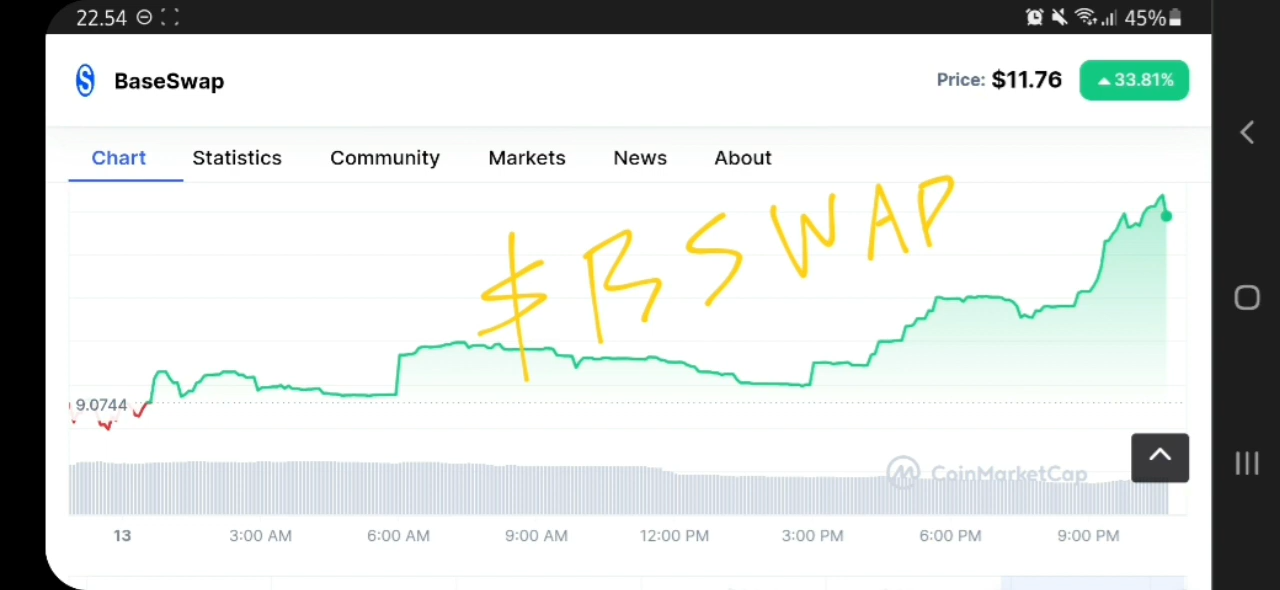 22.54 45%
BaseSwap Price: $11.76 33.81%
Chart Statistics Community Markets News About
$BSWAP
9.0744
CoinMarketCap
13 3:00 AM 6:00 AM 9:00 AM 12:00 PM 3:00 PM 6:00 PM 9:00 PM